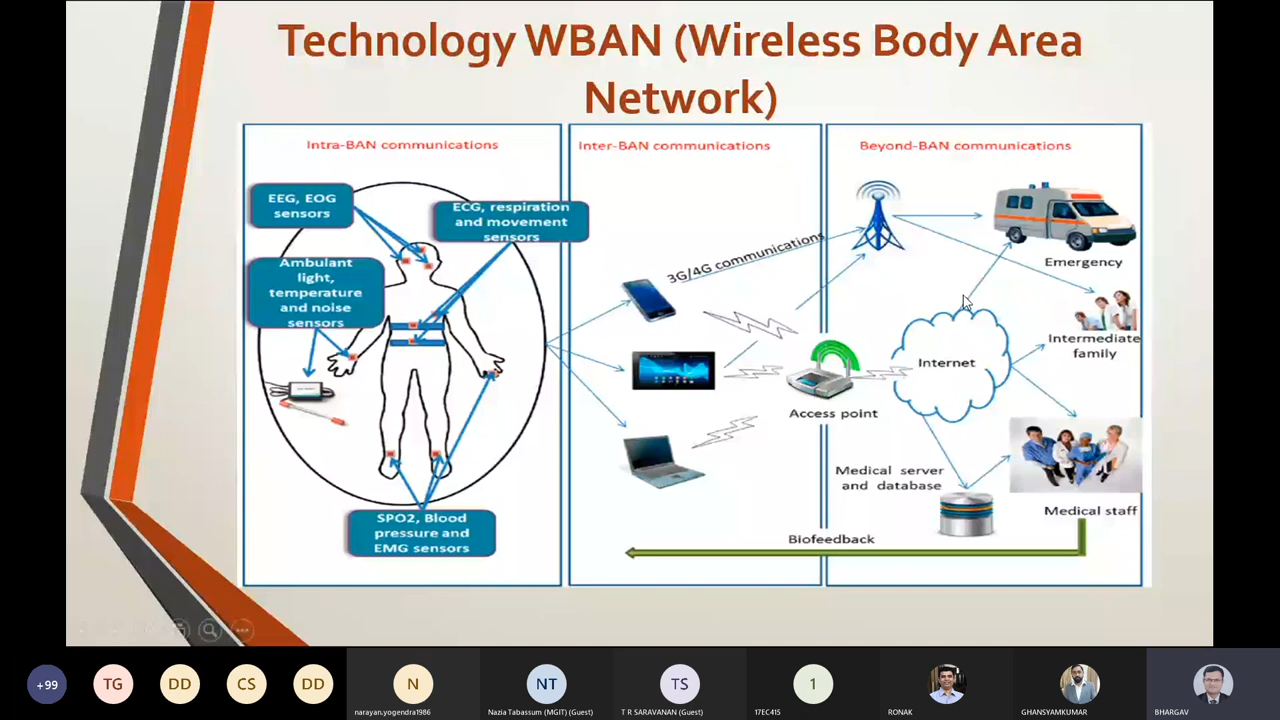 Technology WBAN (Wireless Body Area
Network)
Intra-BAN communications
Inter-BAN communications
Beyond-BAN communications
EEG, EOG
sensors
ECG, respiration
and movement
sensors
Ambulant
light,
temperature
and noise
sensors
SPO2, Blood
pressure and
EMG sensors
3G/4G communications
Access point
Internet
Emergency
Intermediate
family
Medical server
and database
Medical staff
Biofeedback
+99
TG
DD
CS
DD
N
narayan.yogendra1986
NT
Nazia Tabassum (MGIT) (Guest)
TS
T R SARAVANAN (Guest)
1
17EC415
RONAK
GHANSYAMKUMAR
BHARGAV